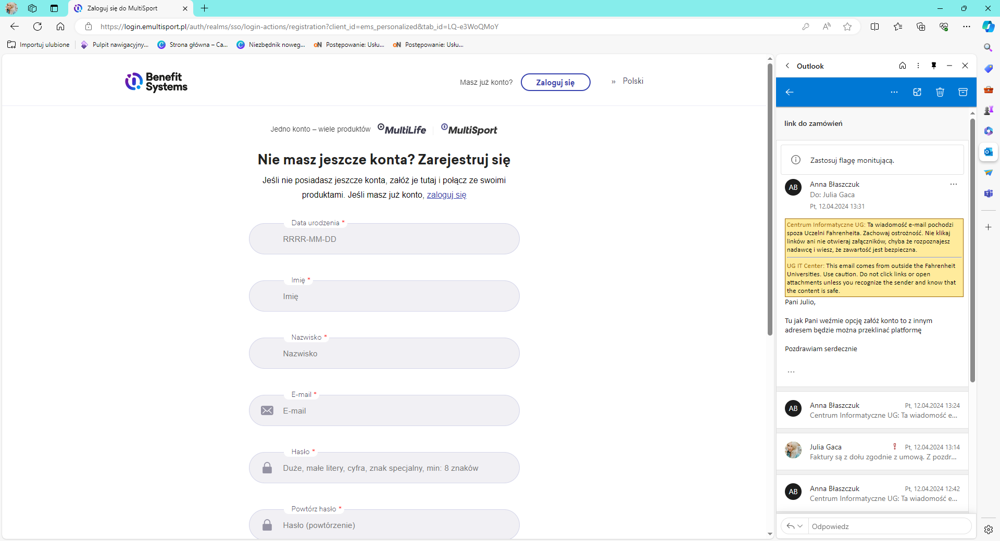 Zaloguj się do MultiSport
https://login.emultisport.pl/auth/realms/sso/login-actions/registration?client_id=ems_personalized&tab_id=LQ-e3WoQMoY
Importuj ulubione
Pulpit nawigacyjny...
Strona główna – Ca...
Niezbędnik noweg...
oN Postępowanie: Usłu...
oN Postępowanie: Usłu...
Benefit
Systems
Masz już konto?
Zaloguj się
» Polski
Jedno konto – wiele produktów
MultiLife
MultiSport
Nie masz jeszcze konta? Zarejestruj się
Jeśli nie posiadasz jeszcze konta, załóż je tutaj i połącz ze swoimi
produktami. Jeśli masz już konto, zaloguj się
Data urodzenia *
RRRR-MM-DD
Imię *
Imię
Nazwisko *
Nazwisko
E-mail *
E-mail
Hasło *
Duże, małe litery, cyfra, znak specjalny, min: 8 znaków
Powtórz hasło *
Hasło (powtórzenie)
Outlook
link do zamówień
Zastosuj flagę monitującą.
AB
Anna Błaszczuk
Do: Julia Gaca
Pt, 12.04.2024 13:31
Centrum Informatyczne UG: Ta wiadomość e-mail pochodzi
spoza Uczelni Fahrenheita. Zachowaj ostrożność. Nie klikaj
linków ani nie otwieraj załączników, chyba że rozpoznajesz
nadawcę i wiesz, że zawartość jest bezpieczna.
UG IT Center: This email comes from outside the Fahrenheit
Universities. Use caution. Do not click links or open
attachments unless you recognize the sender and know that
the content is safe.
Pani Julio,
Tu jak Pani weźmie opcję załóż konto to z innym
adresem będzie można przeklinać platformę
Pozdrawiam serdecznie
...
AB
Anna Błaszczuk
Pt, 12.04.2024 13:24
Centrum Informatyczne UG: Ta wiadomość e...
Julia Gaca
! Pt, 12.04.2024 13:14
Faktury są z dołu zgodnie z umową. Z pozdr...
AB
Anna Błaszczuk
Pt, 12.04.2024 12:42
Centrum Informatyczne UG: Ta wiadomość e...
Odpowiedz